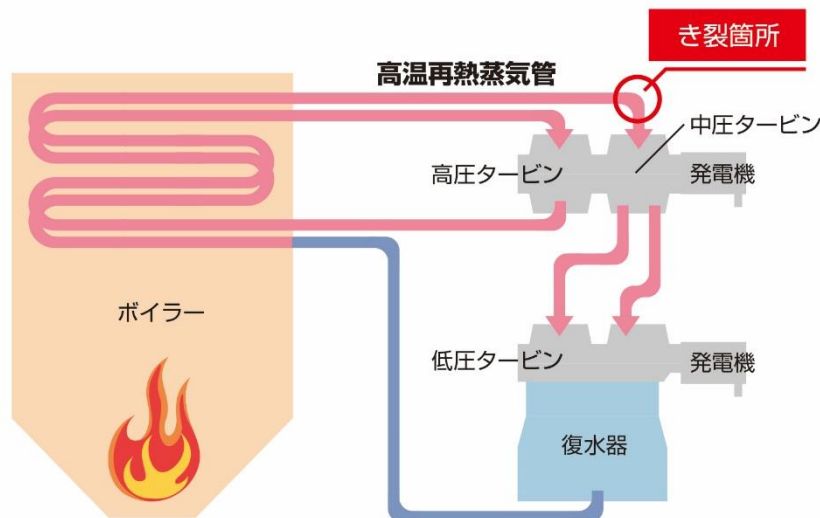 き裂箇所
高温再熱蒸気管
中圧タービン
高圧タービン
発電機
ボイラー
低圧タービン
発電機
復水器